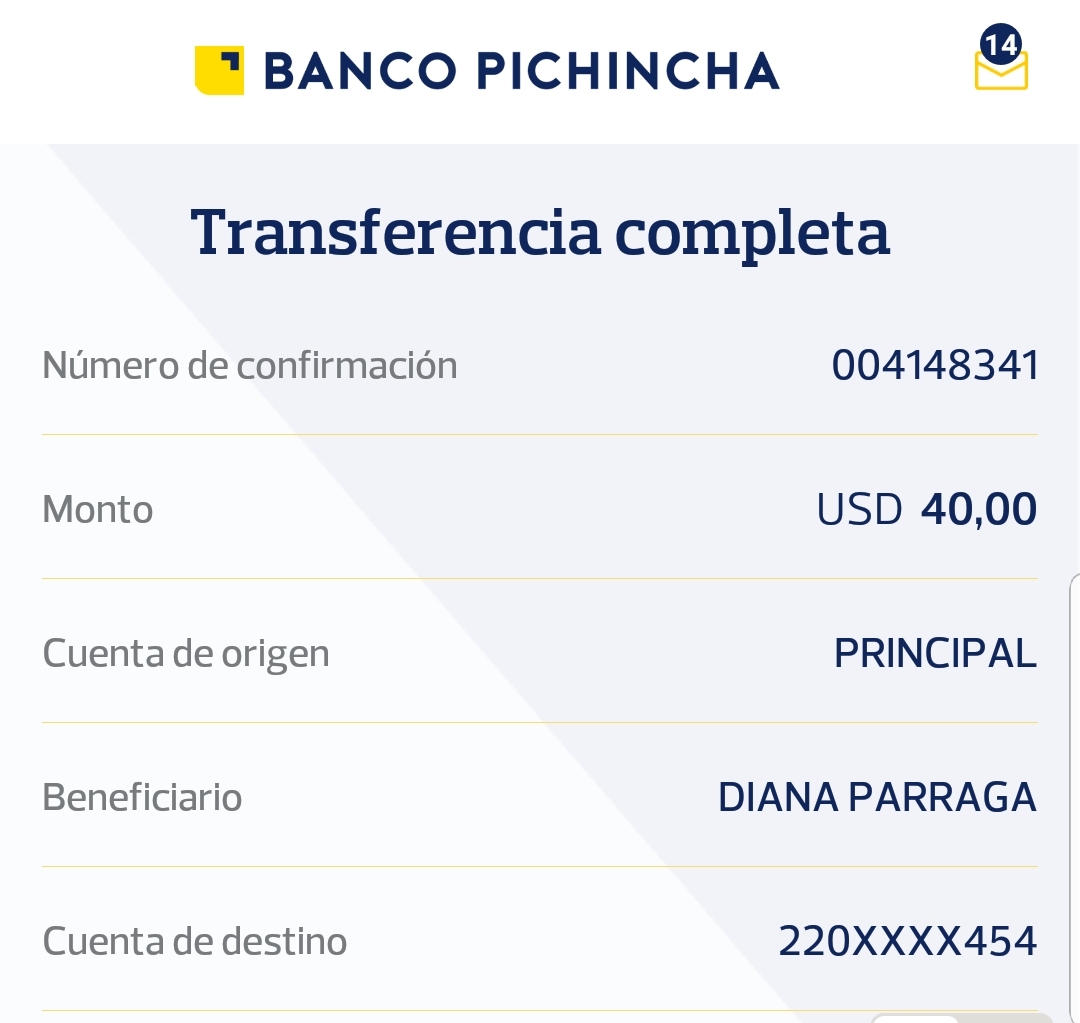 14
BANCO PICHINCHA
Transferencia completa
Número de confirmación 004148341
Monto USD 40,00
Cuenta de origen PRINCIPAL
Beneficiario DIANA PARRAGA
Cuenta de destino 220XXXX454